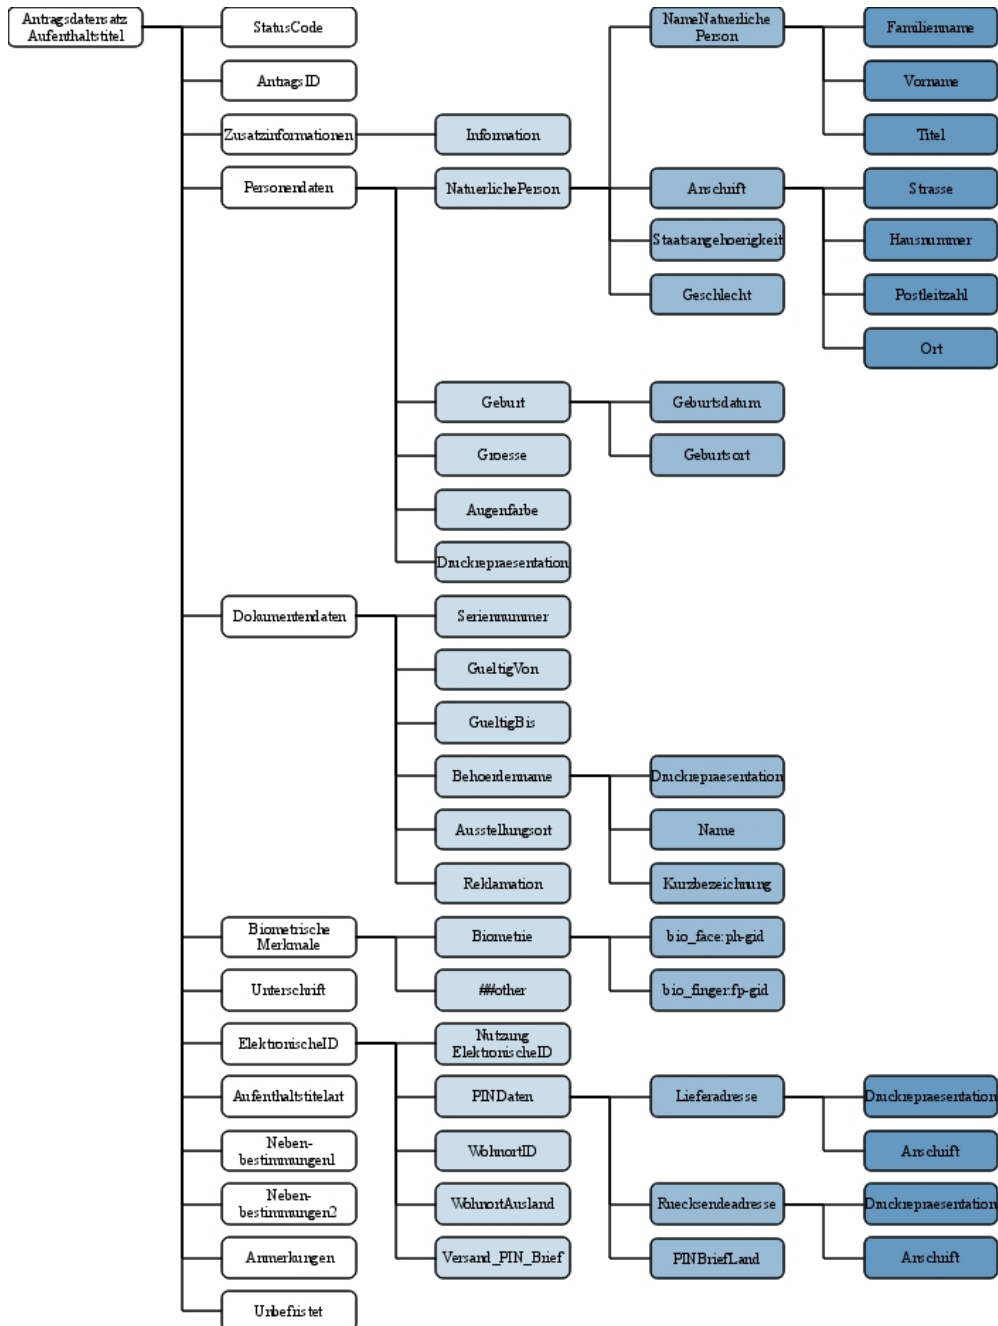 Antragsdatensatz
Aufenthaltstitel
StatusCode
NameNatuerliche
Person
Familienname
AntragsID
Vorname
Zusatzinformationen
Information
Titel
Personendaten
NatuerlichePerson
Anschrift
Strasse
Staatsangehoerigkeit
Hausnummer
Geschlecht
Postleitzahl
Ort
Geburt
Geburtsdatum
Groesse
Geburtsort
Augenfarbe
Druckrepraesentation
Dokumentendaten
Seriennummer
GueltigVon
GueltigBis
Behoerdenname
Druckrepraesentation
Ausstellungsort
Name
Reklamation
Kurzbezeichnung
Biometrische
Merkmale
Biometrie
bio_face:ph-gid
Unterschrift
##other
bio_finger:fp-gid
ElektronischeID
Nutzung
ElektronischeID
Aufenthaltstitelart
PINDaten
Lieferadresse
Druckrepraesentation
Neben-
bestimmungen1
WohnortID
Anschrift
Neben-
bestimmungen2
WohnortAusland
Ruecksendeadresse
Druckrepraesentation
Anmerkungen
Versand_PIN_Brief
PINBriefLand
Anschrift
Unbefristet